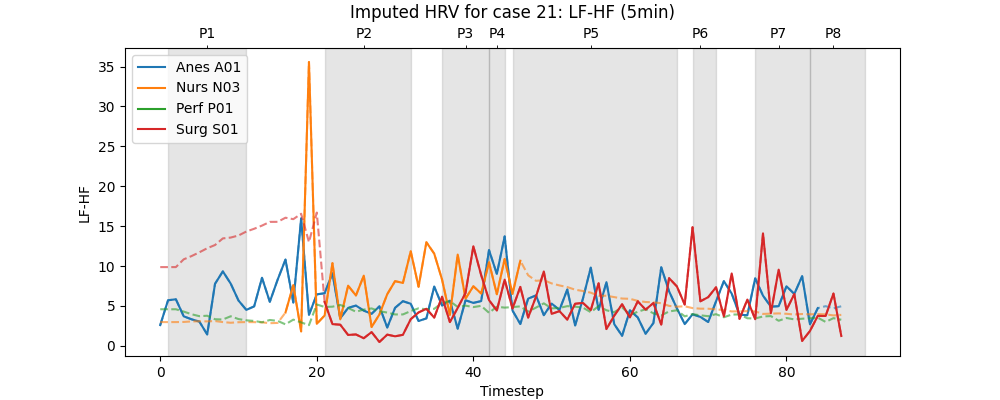 Imputed HRV for case 21: LF-HF (5min)
P1 P2 P3 P4 P5 P6 P7 P8
Anes A01
Nurs N03
Perf P01
Surg S01
LF-HF
35
30
25
20
15
10
5
0
0 20 40 60 80
Timestep